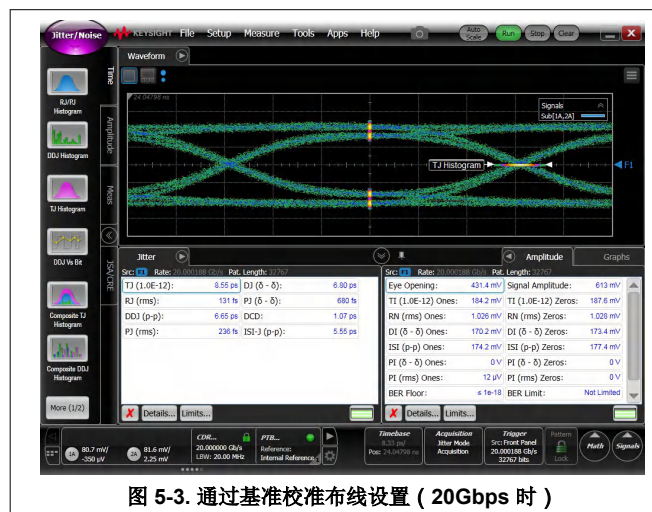 Jitter/Noise
KEYSIGHT File Setup Measure Tools Apps Help
Auto Scale
Run
Stop
Clear
Waveform
RJ/PJ
Histogram
DDJ Histogram
TJ Histogram
DDJ Vs Bit
Composite TJ
Histogram
Composite DDJ
Histogram
More (1/2)
Time
Amplitude
Meas
JSA/CRE
24.04798 ns
Signals
Sub[1A,2A]
TJ Histogram
F1
Jitter
Src: F1 Rate: 20.000188 Gb/s Pat. Length: 32767
TJ (1.0E-12): 8.55 ps DJ (δ - δ): 6.80 ps
RJ (rms): 131 fs PJ (δ - δ): 680 fs
DDJ (p-p): 6.65 ps DCD: 1.07 ps
PJ (rms): 236 fs ISI-J (p-p): 5.55 ps
Details... Limits...
Amplitude
Graphs
Src: F1 Rate: 20.000188 Gb/s Pat. Length: 32767
Eye Opening: 431.4 mV Signal Amplitude: 613 mV
TI (1.0E-12) Ones: 184.2 mV TI (1.0E-12) Zeros: 187.6 mV
RN (rms) Ones: 1.026 mV RN (rms) Zeros: 1.028 mV
DI (δ - δ) Ones: 170.2 mV DI (δ - δ) Zeros: 173.4 mV
ISI (p-p) Ones: 174.2 mV ISI (p-p) Zeros: 177.4 mV
PI (δ - δ) Ones: 0 V PI (δ - δ) Zeros: 0 V
PI (rms) Ones: 12 µV PI (rms) Zeros: 0 V
BER Floor: ≤ 1e-18 BER Limit: Not Limited
Details... Limits...
1A 80.7 mV/
-350 µV
2A 81.6 mV/
2.25 mV
CDR...
20.000000 Gb/s
LBW: 20.00 MHz
PTB...
Reference:
Internal Reference
Timebase
8.33 ps/
Pos: 24.04798 ns
Acquisition
Jitter Mode
Acquisition
Trigger
Src: Front Panel
20.000188 Gb/s
32767 bits
Pattern
Lock
Math
Signals
图 5-3. 通过基准校准布线设置（20Gbps 时）